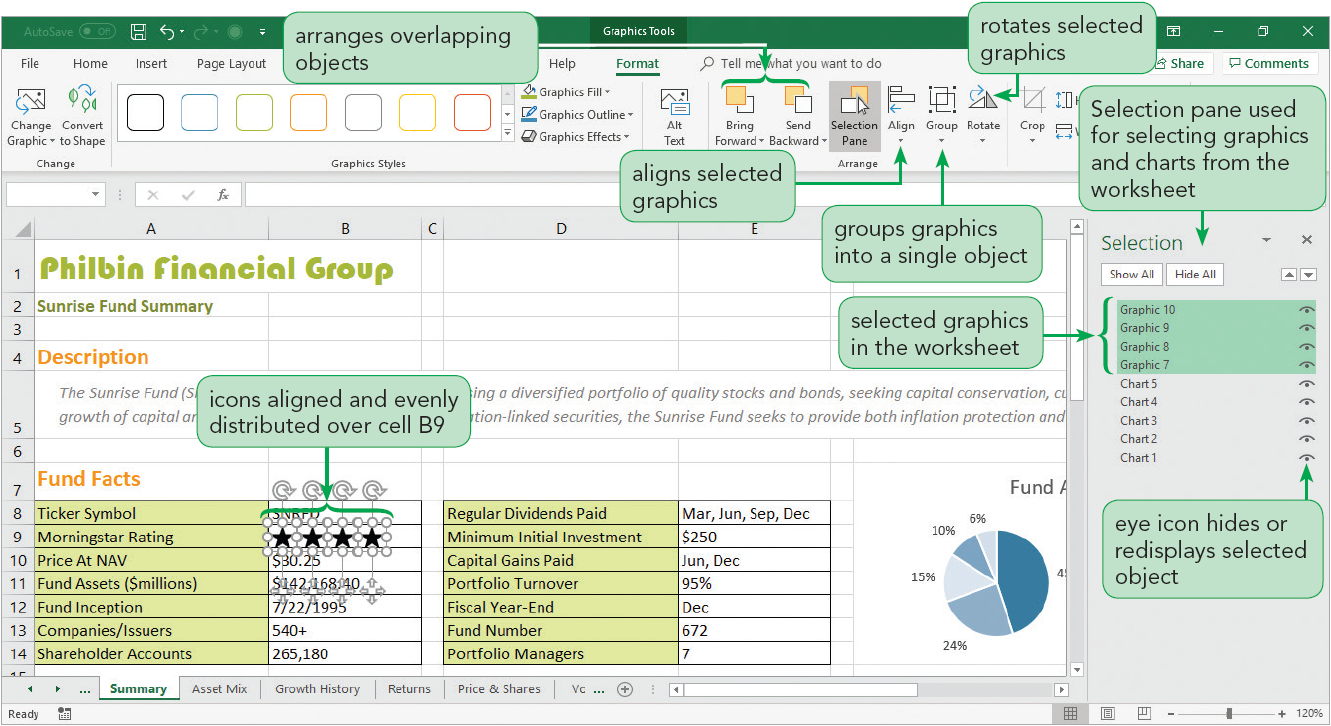 AutoSave Off
Graphics Tools
arranges overlapping
objects
rotates selected
graphics
File Home Insert Page Layout Help Format Tell me what you want to do Share Comments
Change
Graphic
Convert
to Shape
Change
Graphics Styles
Graphics Fill
Graphics Outline
Graphics Effects
Alt
Text
Bring
Forward
Send
Backward
Selection
Pane
Align
Group
Rotate
Arrange
Crop
Selection pane used
for selecting graphics
and charts from the
worksheet
aligns selected
graphics
groups graphics
into a single object
selected graphics
in the worksheet
fx
A B C D E
1 Philbin Financial Group
2 Sunrise Fund Summary
3
4 Description
The Sunrise Fund sing a diversified portfolio of quality stocks and bonds, seeking capital conservation,
5 growth of capital tion-linked securities, the Sunrise Fund seeks to provide both inflation protection and
icons aligned and evenly
distributed over cell B9
6
7 Fund Facts
8 Ticker Symbol Regular Dividends Paid Mar, Jun, Sep, Dec
9 Morningstar Rating Minimum Initial Investment $250
10 Price At NAV $30.25 Capital Gains Paid Jun, Dec
11 Fund Assets ($millions) $142,168.40 Portfolio Turnover 95%
12 Fund Inception 7/22/1995 Fiscal Year-End Dec
13 Companies/Issuers 540+ Fund Number 672
14 Shareholder Accounts 265,180 Portfolio Managers 7
Fund A
6%
10%
15%
24%
Selection
Show All Hide All
Graphic 10
Graphic 9
Graphic 8
Graphic 7
Chart 5
Chart 4
Chart 3
Chart 2
Chart 1
eye icon hides or
redisplays selected
object
... Summary Asset Mix Growth History Returns Price & Shares ...
Ready 120%